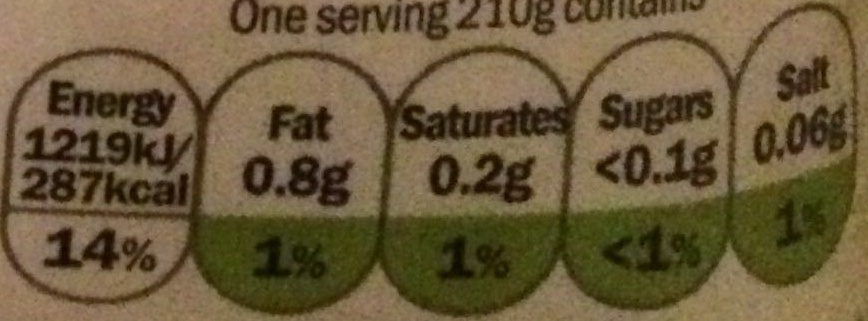 One serving 210g contains
Energy
1219kJ/
287kcal
14%
Fat
0.8g
1%
Saturates
0.2g
1%
Sugars
<0.1g
<1%
Salt
0.06g
1%